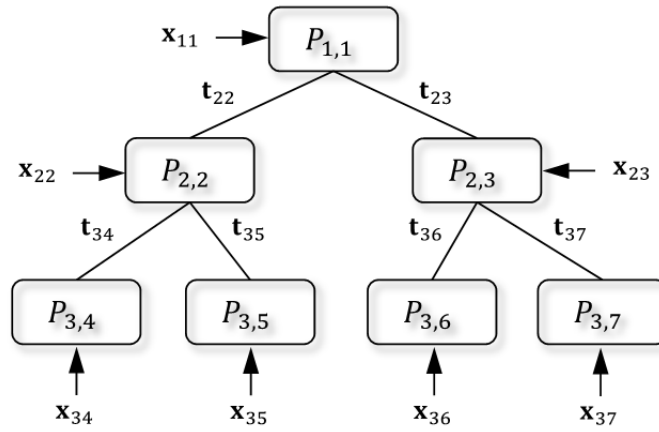 x₁₁ P₁,₁
t₂₂ t₂₃
x₂₂ P₂,₂ P₂,₃ x₂₃
t₃₄ t₃₅ t₃₆ t₃₇
P₃,₄ P₃,₅ P₃,₆ P₃,₇
x₃₄ x₃₅ x₃₆ x₃₇